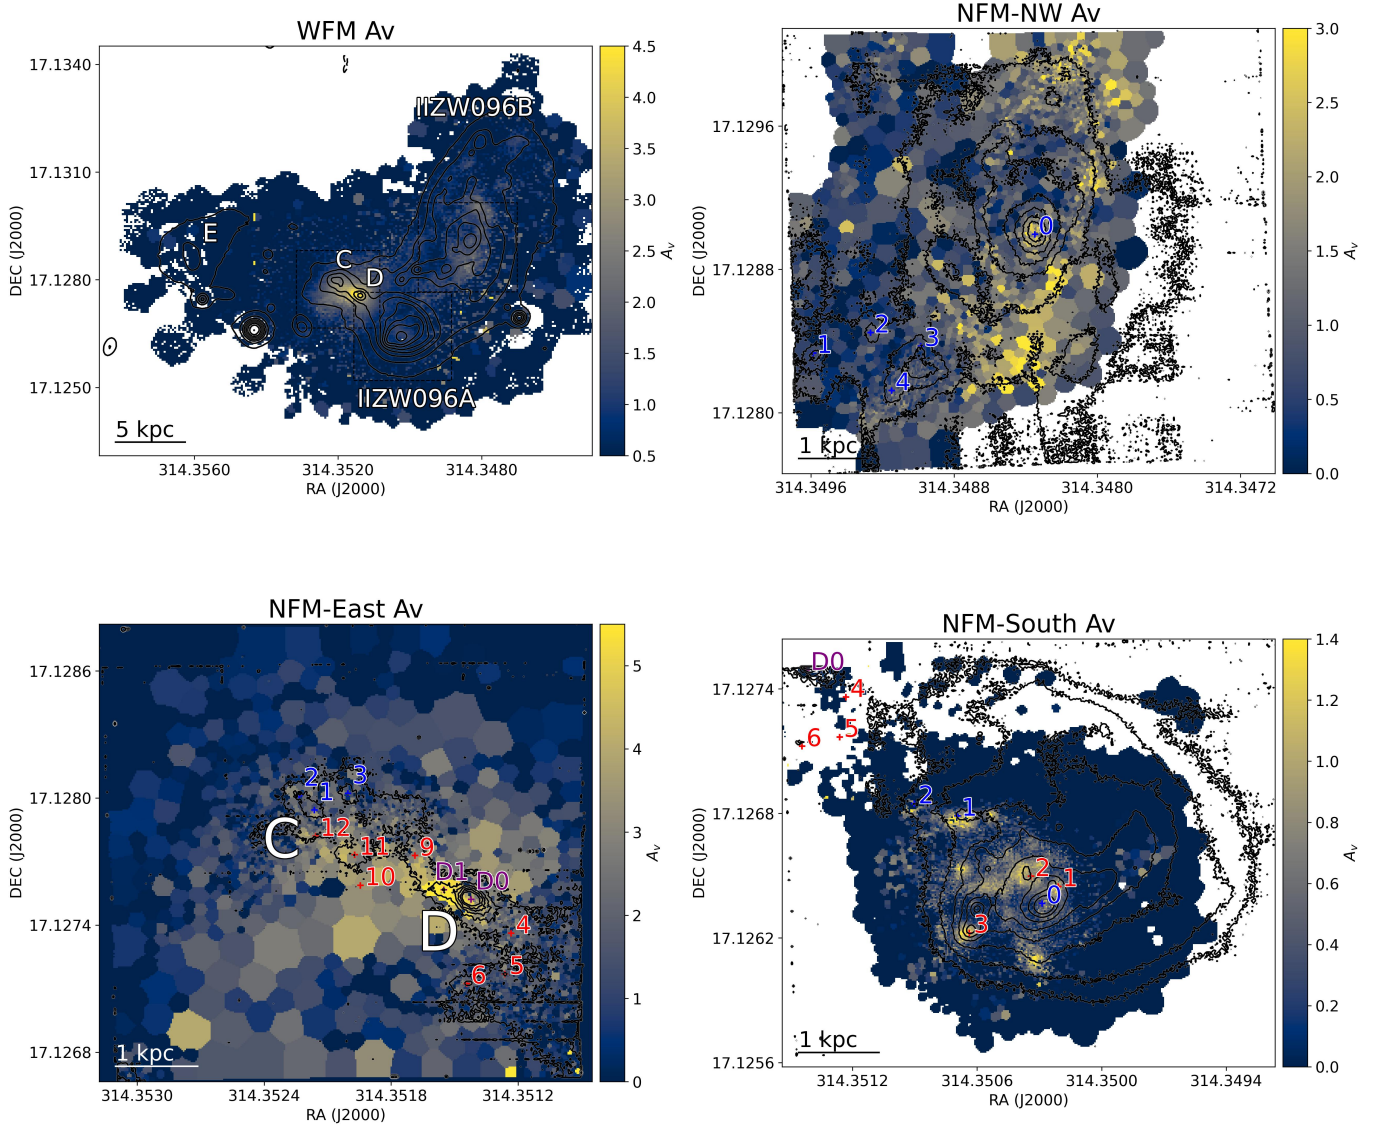 WFM Av
17.1340
17.1310
17.1280
17.1250
DEC (J2000)
IIZW096B
E
C
D
IIZW096A
5 kpc
314.3560
314.3520
314.3480
RA (J2000)
4.5
4.0
3.5
3.0
2.5
2.0
1.5
1.0
0.5
Av
NFM-NW Av
17.1296
17.1288
17.1280
DEC (J2000)
0
2
3
1
4
1 kpc
314.3496
314.3488
314.3480
314.3472
RA (J2000)
3.0
2.5
2.0
1.5
1.0
0.5
0.0
Av
NFM-East Av
17.1286
17.1280
17.1274
17.1268
DEC (J2000)
2
3
1
C
12
11
9
10
D1
D0
D
4
5
6
1 kpc
314.3530
314.3524
314.3518
314.3512
RA (J2000)
5
4
3
2
1
0
Av
NFM-South Av
17.1274
17.1268
17.1262
17.1256
DEC (J2000)
D0
4
5
6
2
1
2
1
0
3
1 kpc
314.3512
314.3506
314.3500
314.3494
RA (J2000)
1.4
1.2
1.0
0.8
0.6
0.4
0.2
0.0
Av